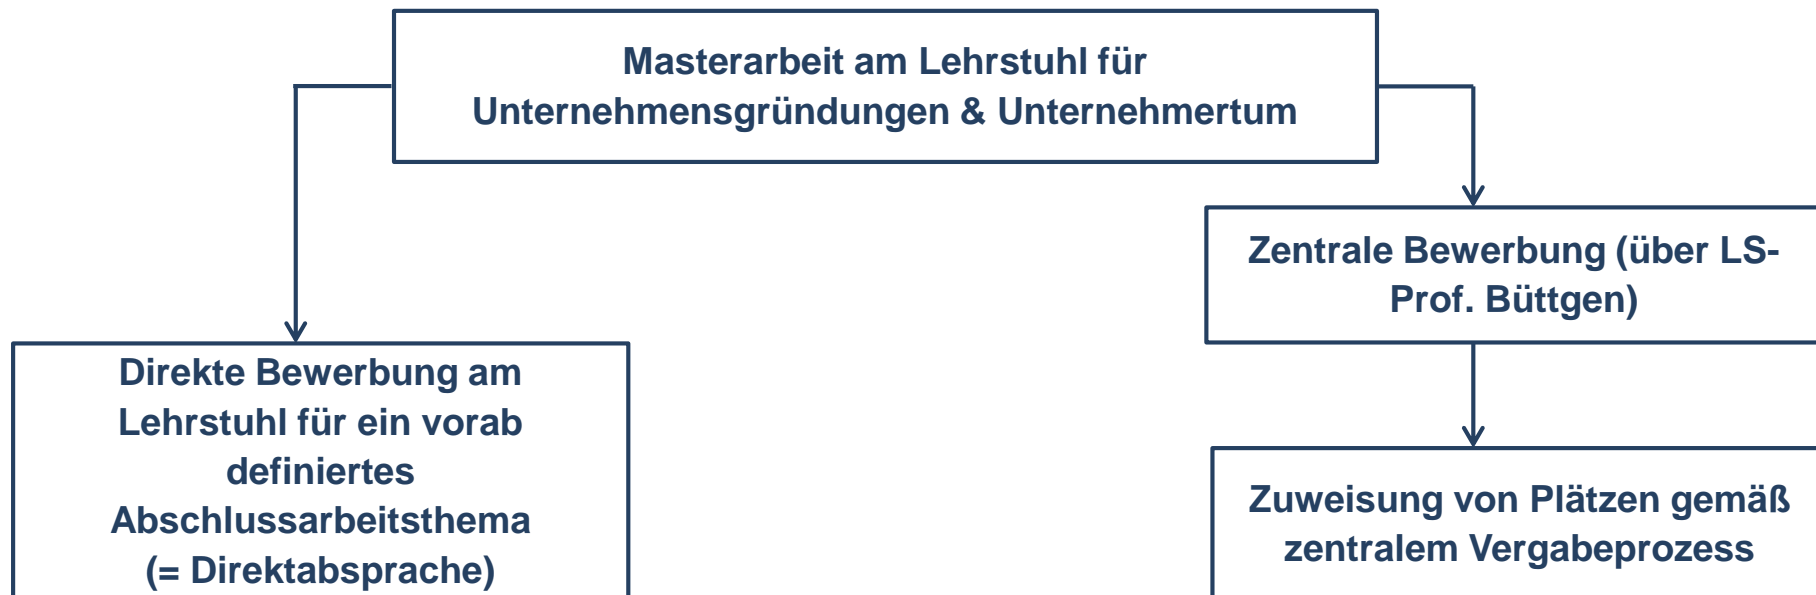 Masterarbeit am Lehrstuhl für
Unternehmensgründungen & Unternehmertum
Zentrale Bewerbung (über LS-
Prof. Büttgen)
Direkte Bewerbung am
Lehrstuhl für ein vorab
definiertes
Abschlussarbeitsthema
(= Direktabsprache)
Zuweisung von Plätzen gemäß
zentralem Vergabeprozess